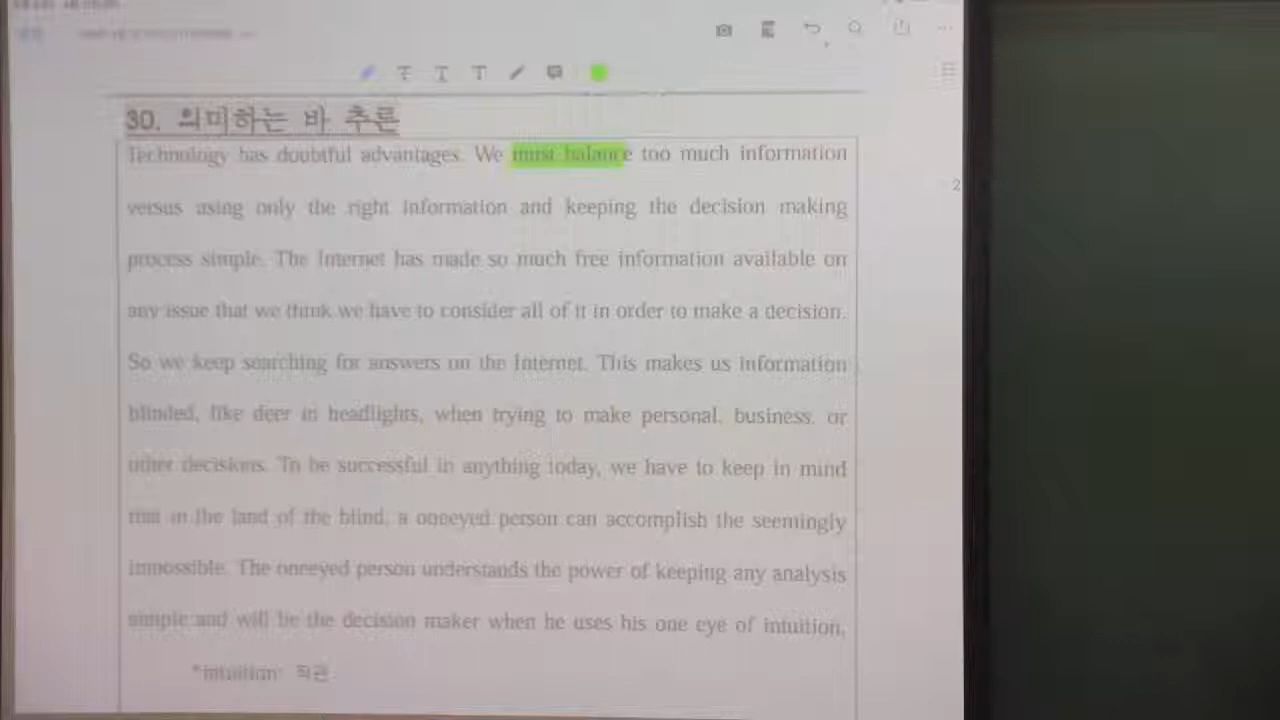 30. 의미하는 바 추론
Technology has doubtful advantages. We must balance too much information
versus using only the right information and keeping the decision making
process simple. The Internet has made so much free information available on
any issue that we think we have to consider all of it in order to make a decision.
So we keep searching for answers on the Internet. This makes us information
blinded, like deer in headlights, when trying to make personal, business, or
other decisions. To be successful in anything today, we have to keep in mind
that in the land of the blind, a oneeyed person can accomplish the seemingly
impossible. The oneeyed person understands the power of keeping any analysis
simple and will be the decision maker when he uses his one eye of intuition.
*intuition: 직관
2